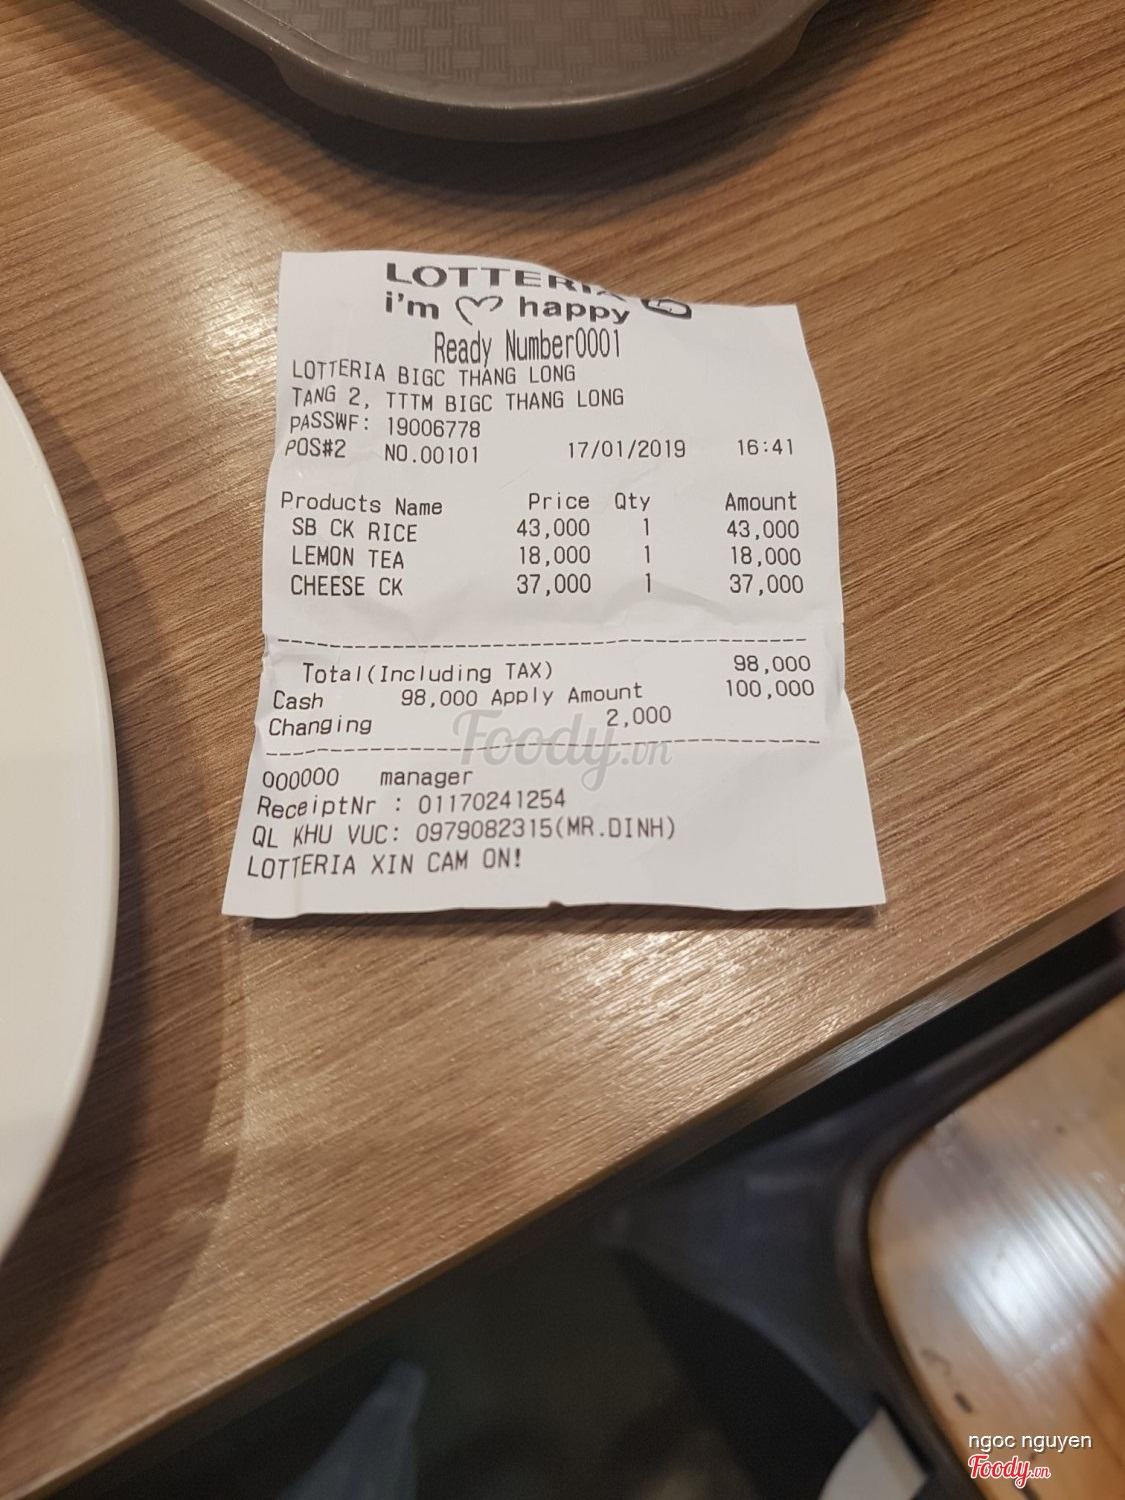 LOTTERIA
i'm happy
Ready Number0001
LOTTERIA BIGC THANG LONG
TANG 2, TTTM BIGC THANG LONG
PASSWF: 19006778
POS#2 NO.00101 17/01/2019 16:41
Products Name Price Qty Amount
SB CK RICE 43,000 1 43,000
LEMON TEA 18,000 1 18,000
CHEESE CK 37,000 1 37,000
Total(Including TAX) 98,000
Cash 98,000 Apply Amount 100,000
Changing 2,000
Foody.vn
000000 manager
ReceiptNr : 01170241254
QL KHU VUC: 0979082315(MR.DINH)
LOTTERIA XIN CAM ON!
ngoc nguyen
Foody.vn